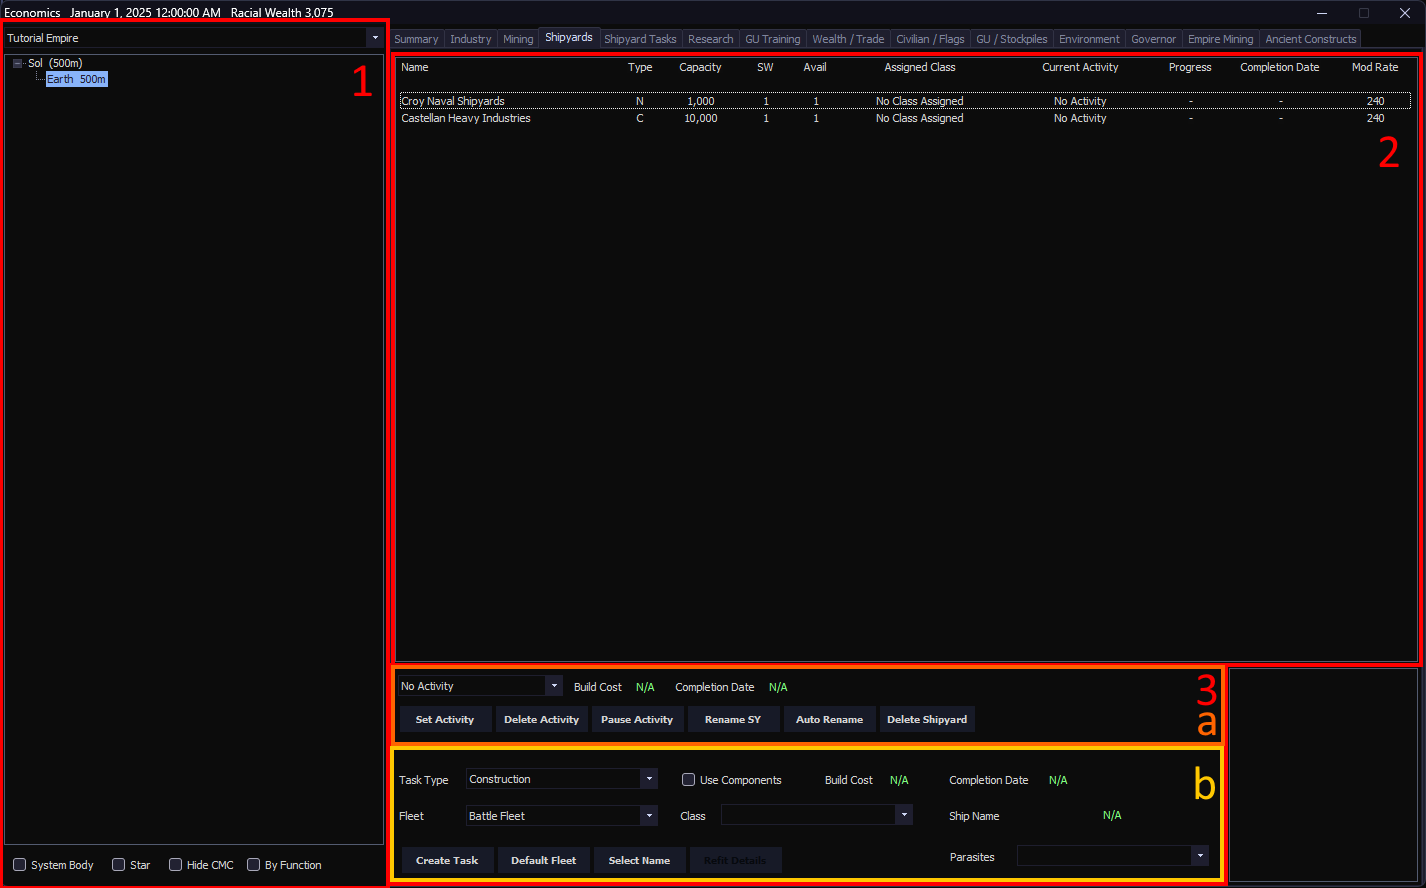 Economics January 1, 2025 12:00:00 AM Racial Wealth 3,075
Tutorial Empire
Sol (500m)
Earth 500m
1
System Body Star Hide CMC By Function
Summary Industry Mining Shipyards Shipyard Tasks Research GU Training Wealth / Trade Civilian / Flags GU / Stockpiles Environment Governor Empire Mining Ancient Constructs
Name Type Capacity SW Avail Assigned Class Current Activity Progress Completion Date Mod Rate
Croy Naval Shipyards N 1,000 1 1 No Class Assigned No Activity - - 240
Castellan Heavy Industries C 10,000 1 1 No Class Assigned No Activity - - 240
2
No Activity Build Cost N/A Completion Date N/A
3
Set Activity Delete Activity Pause Activity Rename SY Auto Rename Delete Shipyard
a
Task Type Construction Use Components Build Cost N/A Completion Date N/A
b
Fleet Battle Fleet Class Ship Name N/A
Create Task Default Fleet Select Name Refit Details Parasites